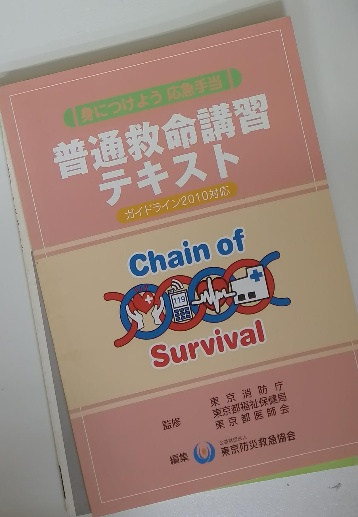 身につけよう 応急手当
普通救命講習
テキスト
ガイドライン2010対応
Chain of
119
Survival
監修
東京消防庁
東京都福祉保健局
東京都医師会
編集
東京防災救急協会